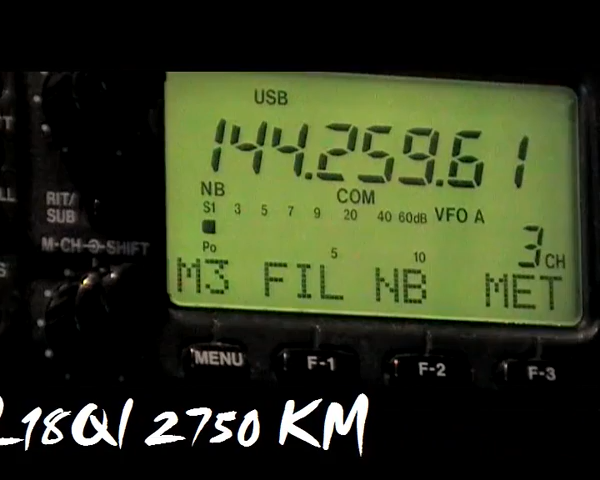 USB
144.259.61
NB COM
S1 3 5 7 9 20 40 60dB VFO A
RIT/
SUB
M-CH SHIFT
Po 5 10 3CH
M3 FIL NB MET
MENU F-1 F-2 F-3
L18QI 2750 KM